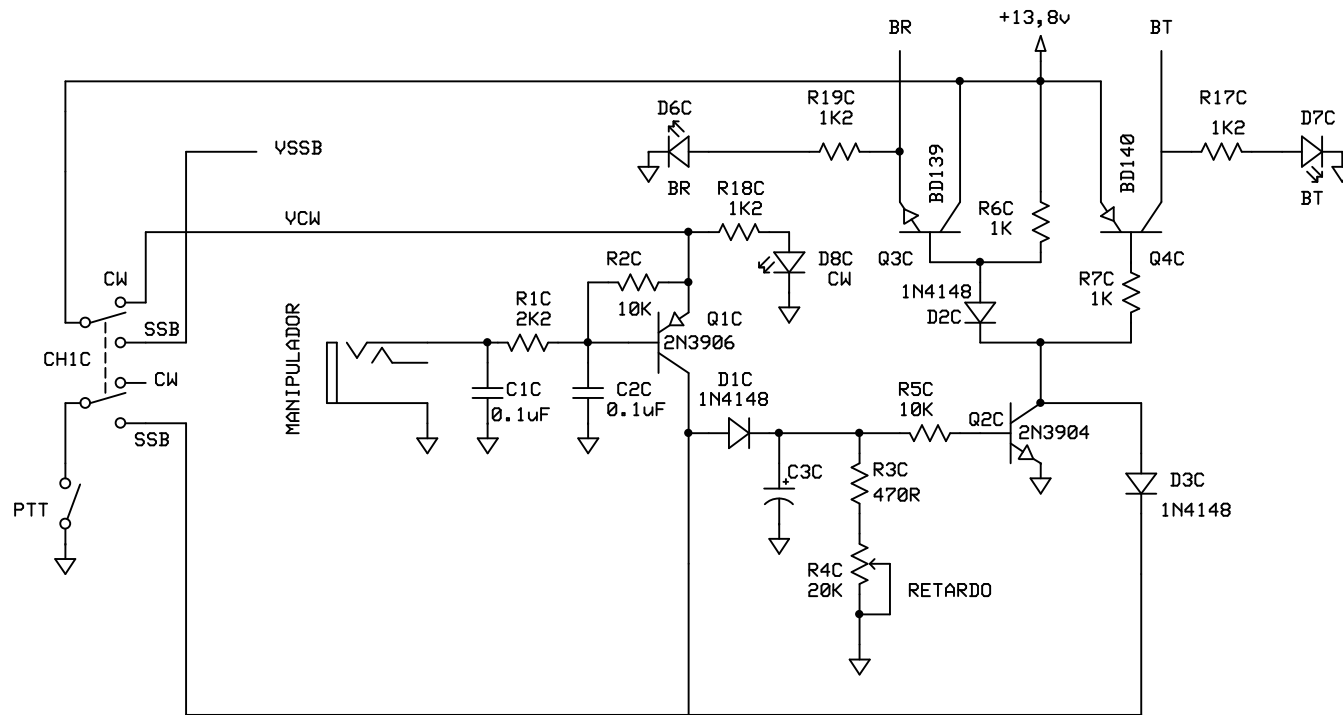 +13,8v
BR
BT
D6C
R19C
1K2
R17C
1K2
D7C
VSSB
BD139
BD140
BR
R18C
1K2
BT
VCW
R6C
1K
R2C
10K
D8C
CW
Q3C
Q4C
CW
1N4148
D2C
R7C
1K
R1C
2K2
Q1C
2N3906
SSB
CH1C
MANIPULADOR
CW
D1C
1N4148
R5C
10K
C1C
0.1uF
C2C
0.1uF
Q2C
2N3904
SSB
+
C3C
R3C
470R
D3C
1N4148
PTT
R4C
20K
RETARDO